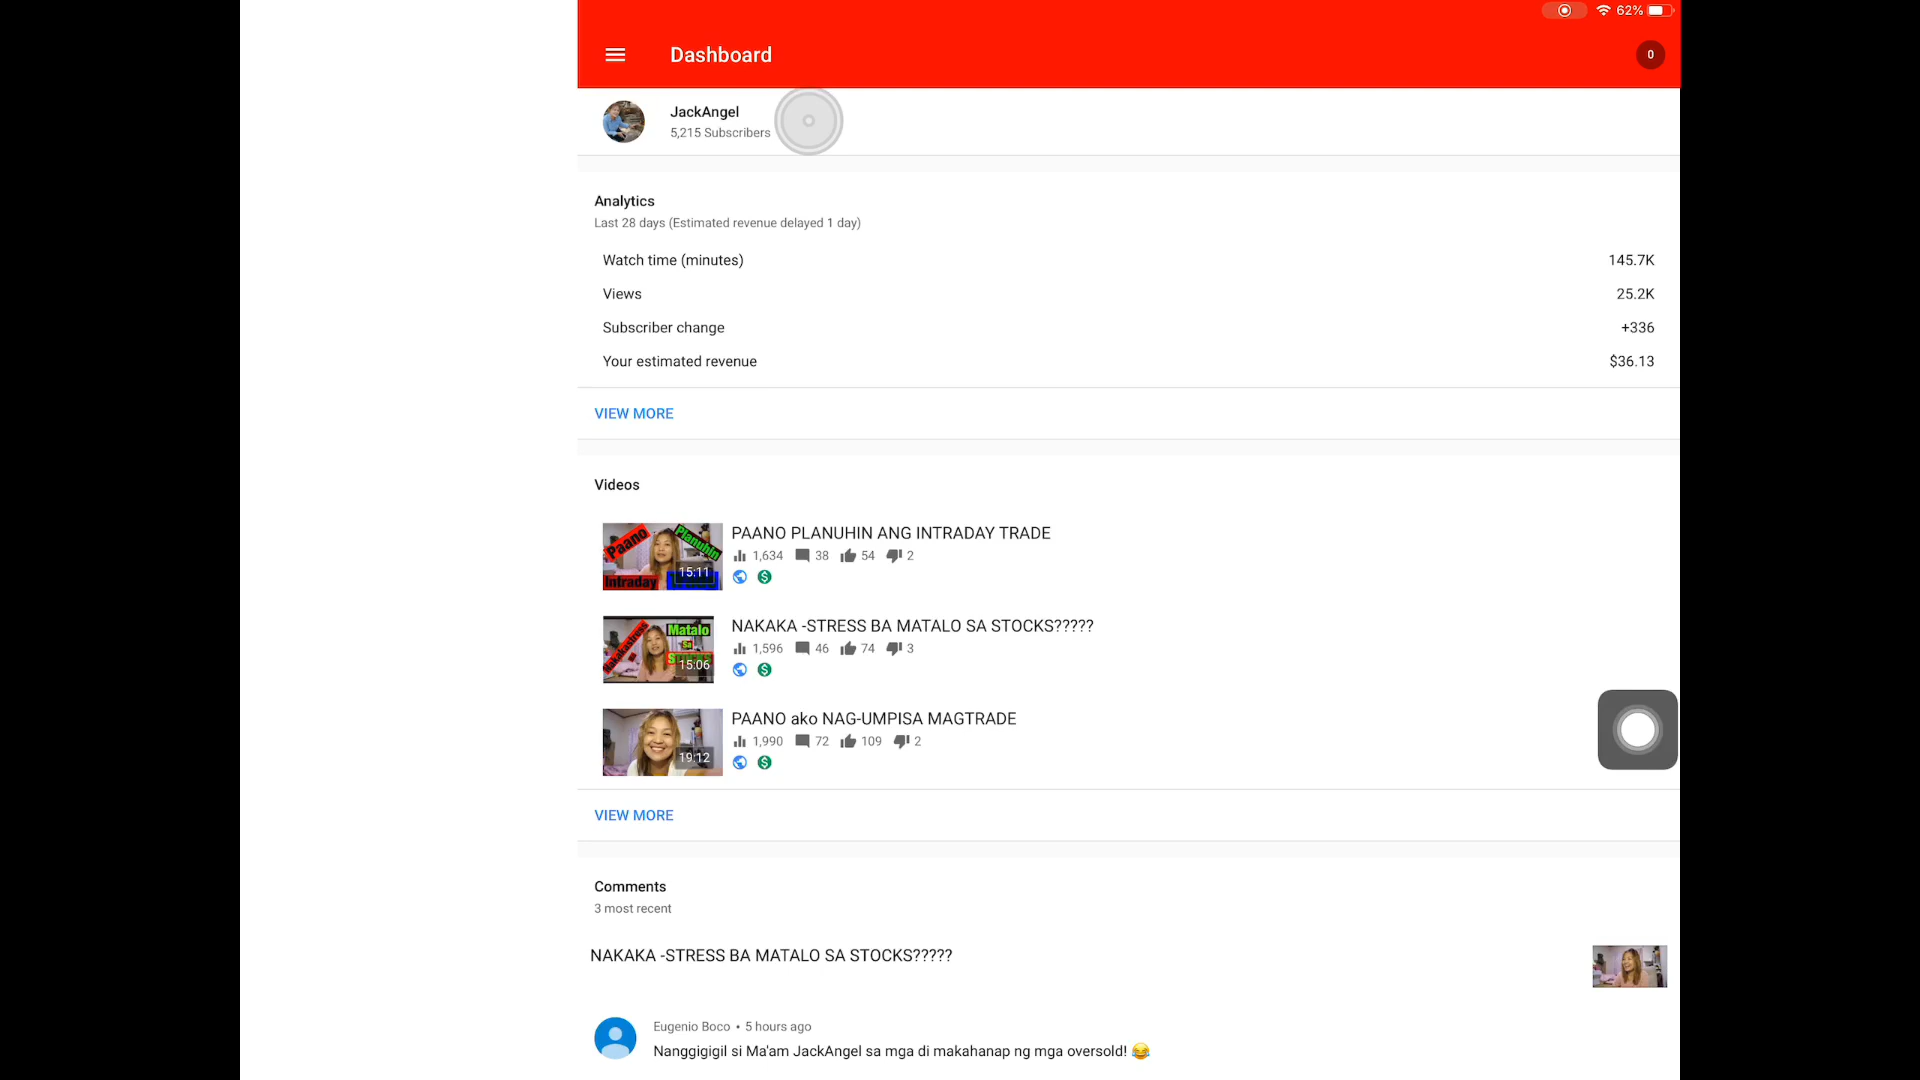 62%
Dashboard
0
JackAngel
5,215 Subscribers
Analytics
Last 28 days (Estimated revenue delayed 1 day)
Watch time (minutes) 145.7K
Views 25.2K
Subscriber change +336
Your estimated revenue $36.13
VIEW MORE
Videos
Paano
Planuhin
Intraday
15:11
PAANO PLANUHIN ANG INTRADAY TRADE
1,634 38 54 2
Nakakastress
Matalo
Sa
15:06
NAKAKA -STRESS BA MATALO SA STOCKS?????
1,596 46 74 3
19:12
PAANO ako NAG-UMPISA MAGTRADE
1,990 72 109 2
VIEW MORE
Comments
3 most recent
NAKAKA -STRESS BA MATALO SA STOCKS?????
Eugenio Boco • 5 hours ago
Nanggigigil si Ma'am JackAngel sa mga di makahanap ng mga oversold! 😂